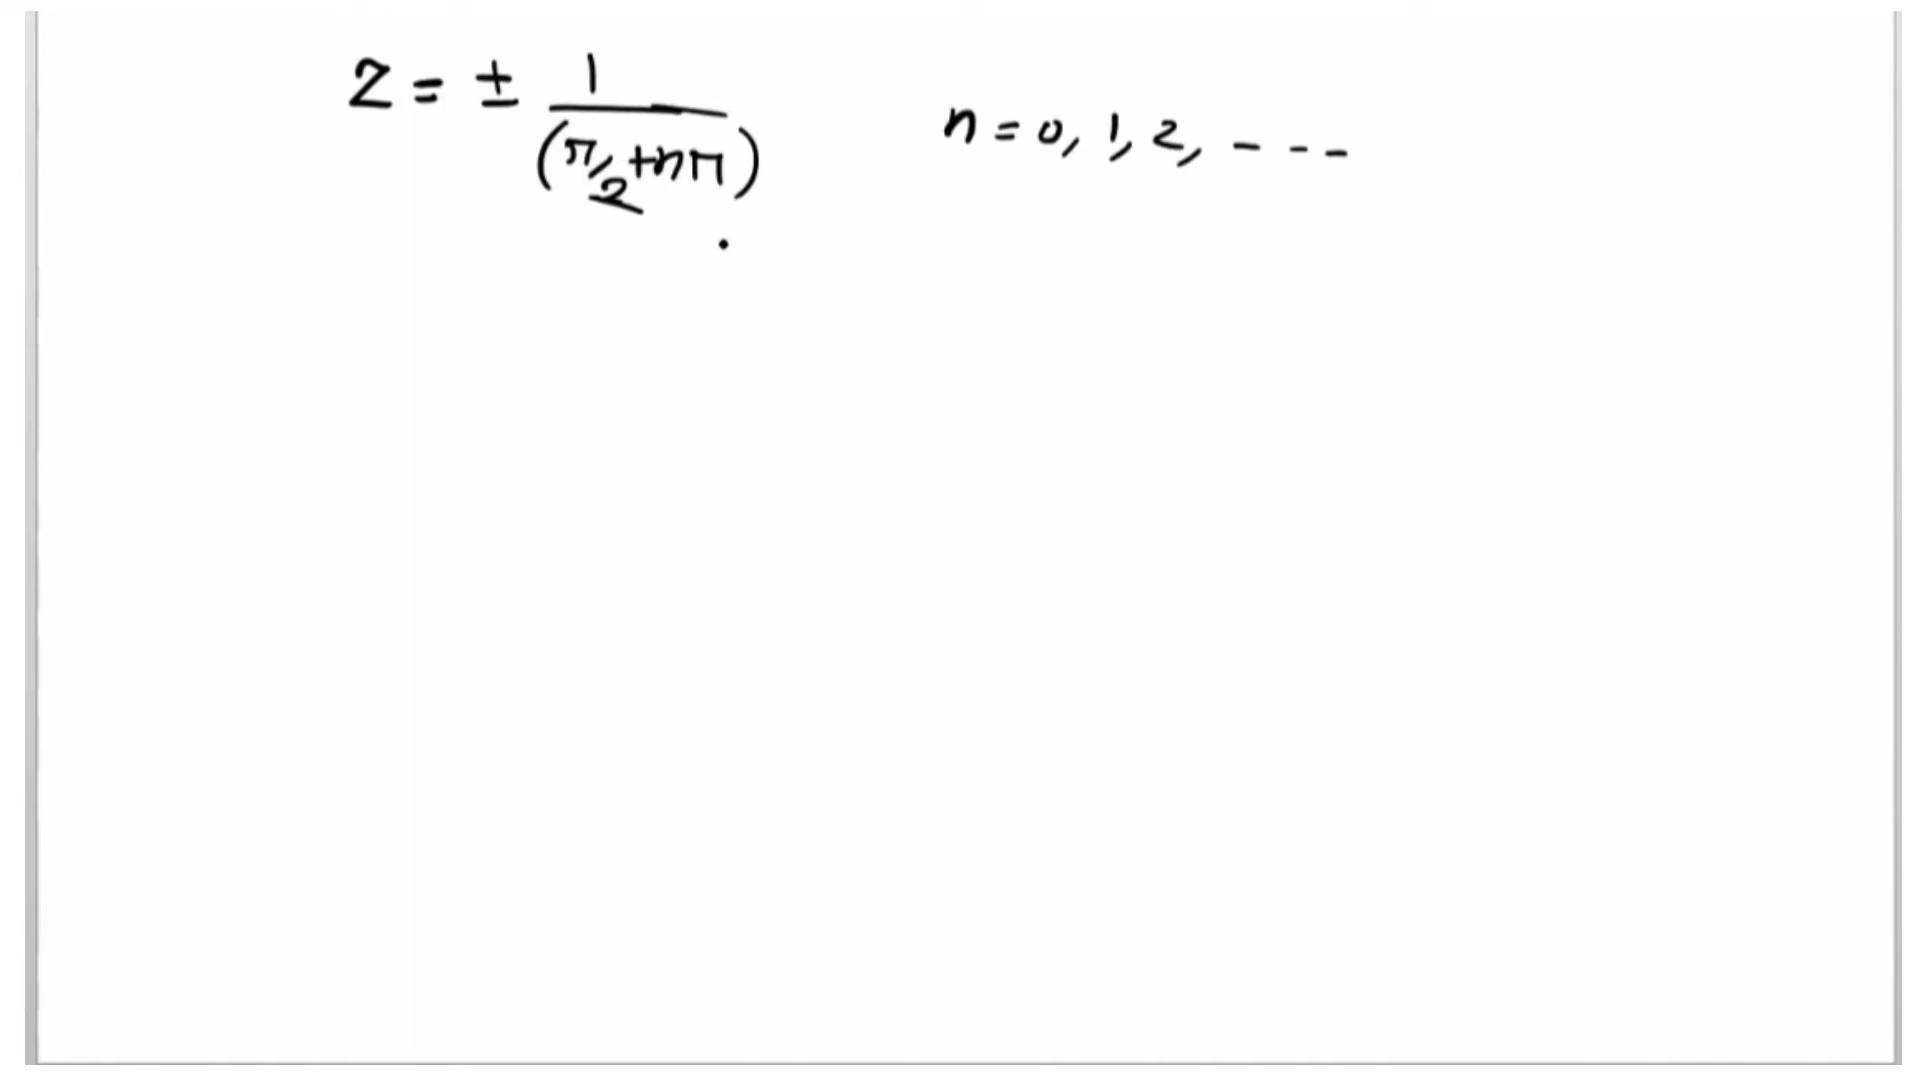 Z = ± 1/(π/2 + nπ) n = 0, 1, 2, - - -